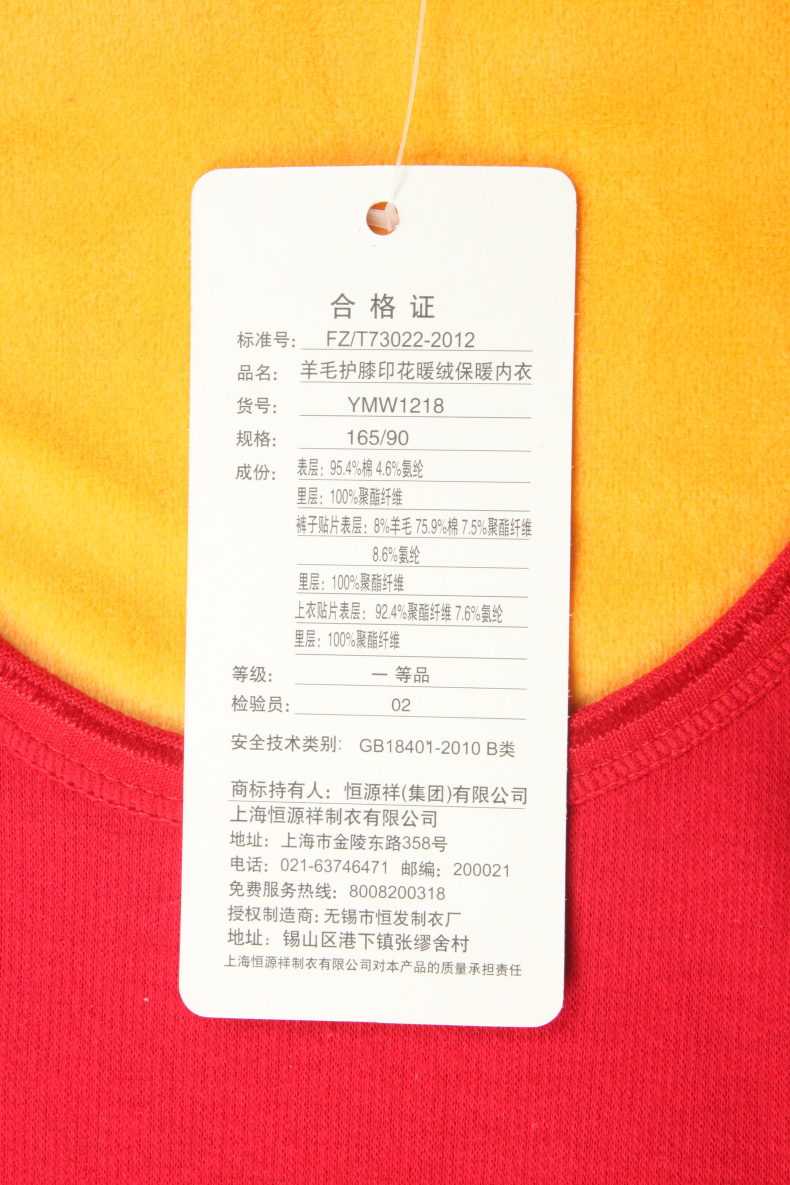 合格证
标准号: FZ/T73022-2012
品名: 羊毛护膝印花暖绒保暖内衣
货号: YMW1218
规格: 165/90
成份: 表层: 95.4%棉 4.6%氨纶
里层: 100%聚酯纤维
裤子贴片表层: 8%羊毛 75.9%棉 7.5%聚酯纤维
8.6%氨纶
里层: 100%聚酯纤维
上衣贴片表层: 92.4%聚酯纤维 7.6%氨纶
里层: 100%聚酯纤维
等级: 一等品
检验员: 02
安全技术类别: GB18401-2010 B类
商标持有人: 恒源祥(集团)有限公司
上海恒源祥制衣有限公司
地址: 上海市金陵东路358号
电话: 021-63746471 邮编: 200021
免费服务热线: 8008200318
授权制造商: 无锡市恒发制衣厂
地址: 锡山区港下镇张缪舍村
上海恒源祥制衣有限公司对本产品的质量承担责任